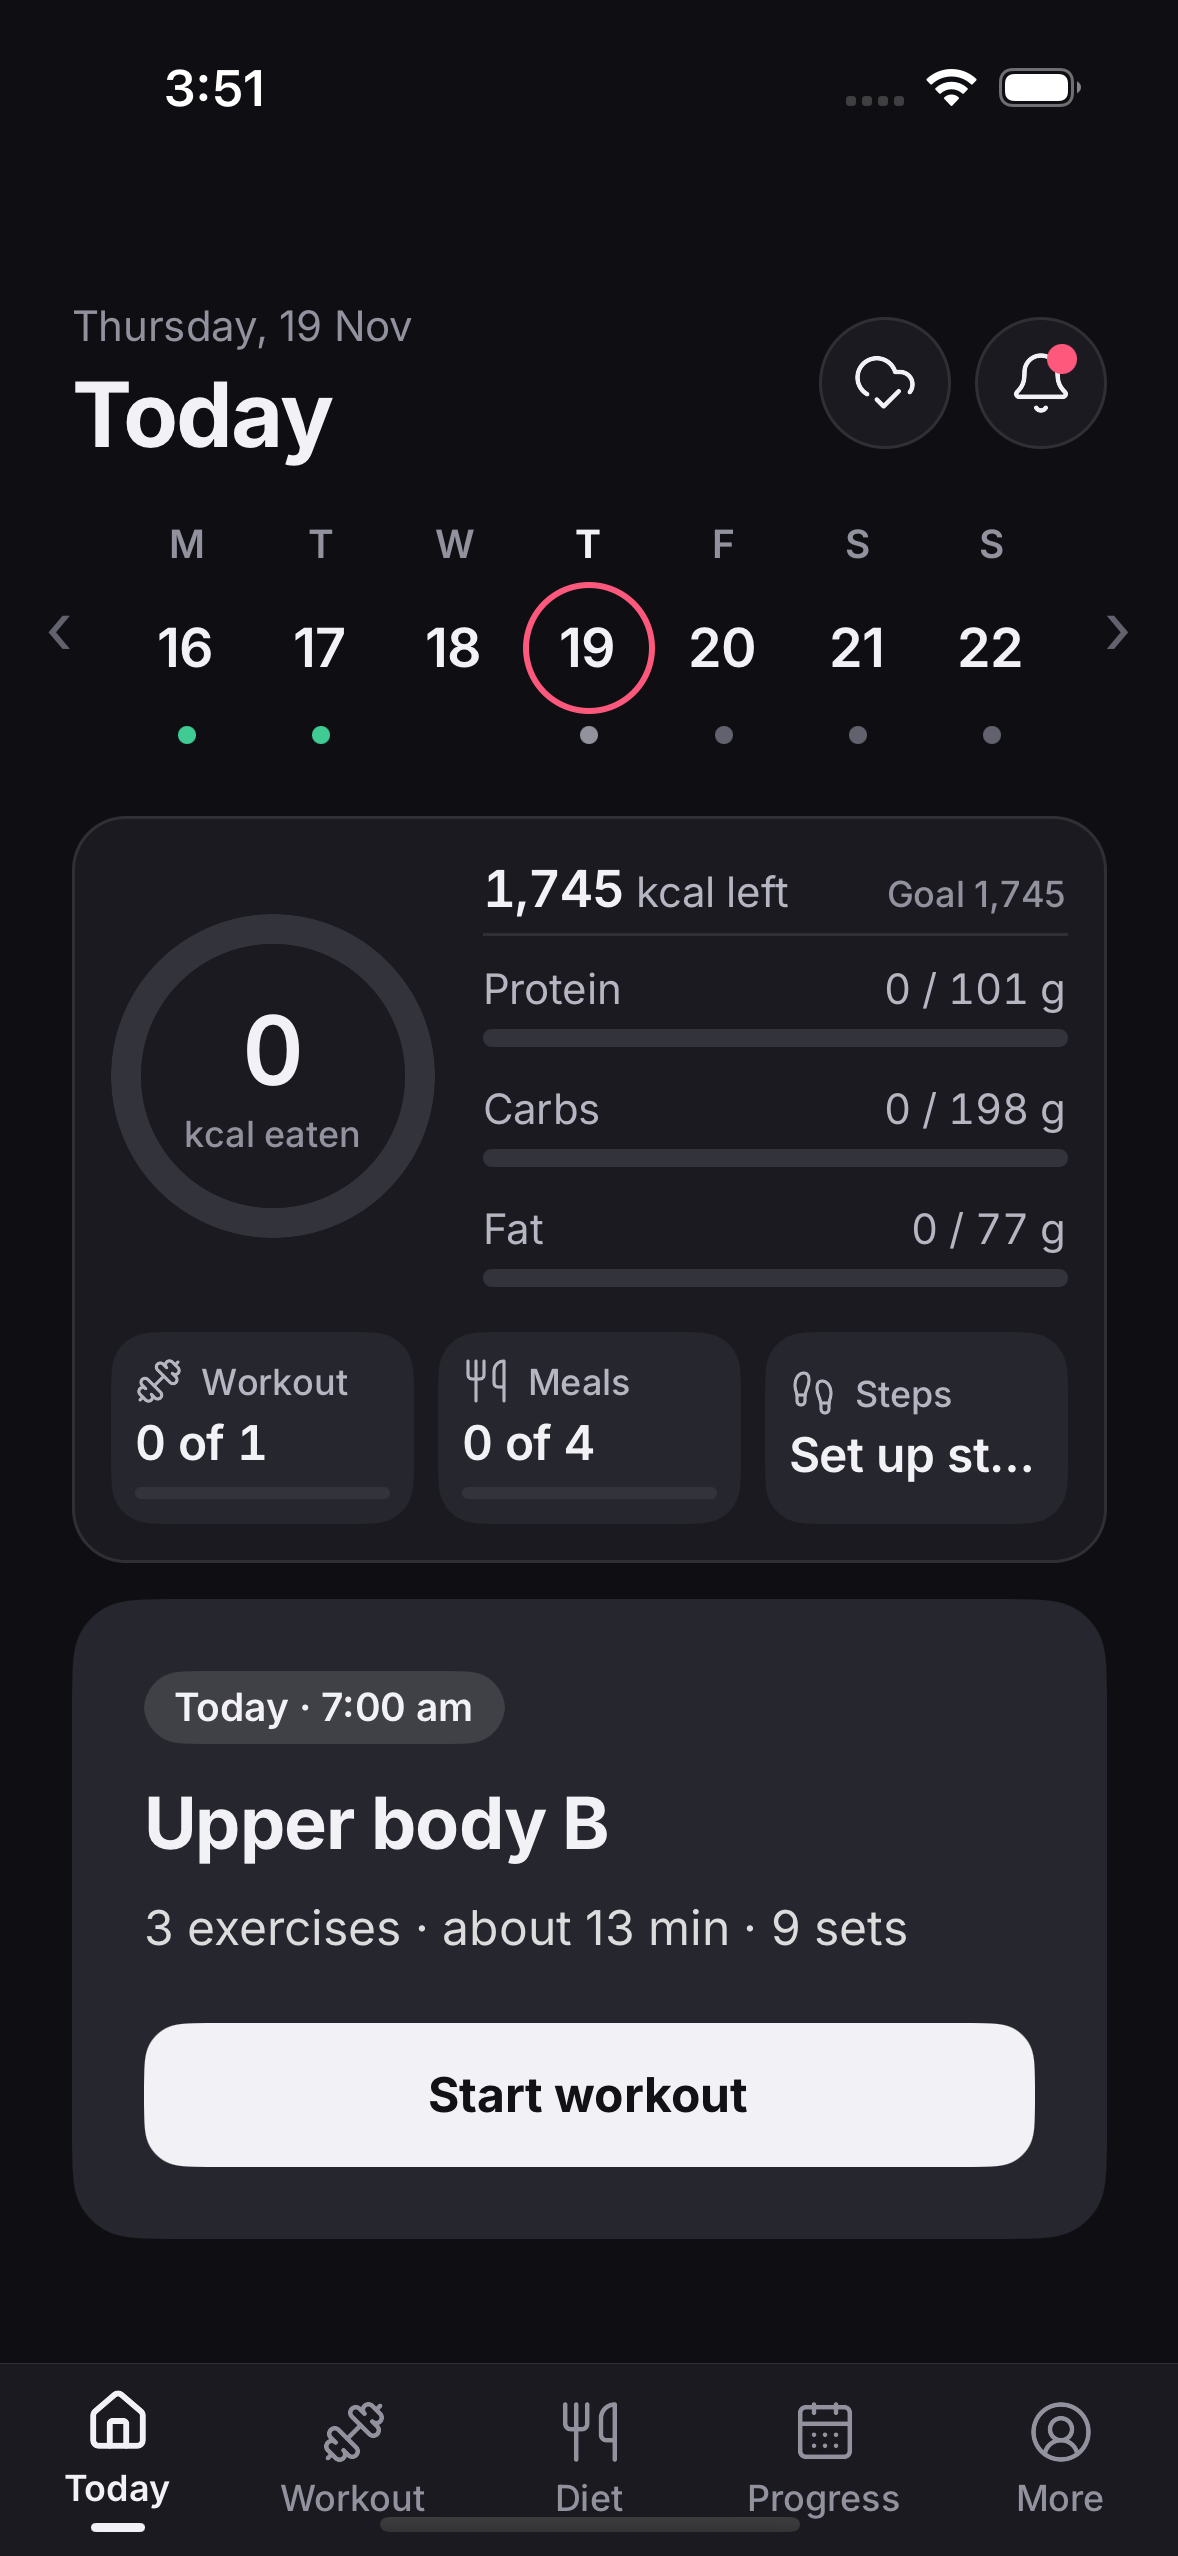 3:51
Thursday, 19 Nov
Today
M T W T F S S
16 17 18 19 20 21 22
1,745 kcal left Goal 1,745
0
kcal eaten
Protein 0 / 101 g
Carbs 0 / 198 g
Fat 0 / 77 g
Workout
0 of 1
Meals
0 of 4
Steps
Set up st...
Today · 7:00 am
Upper body B
3 exercises · about 13 min · 9 sets
Start workout
Today Workout Diet Progress More